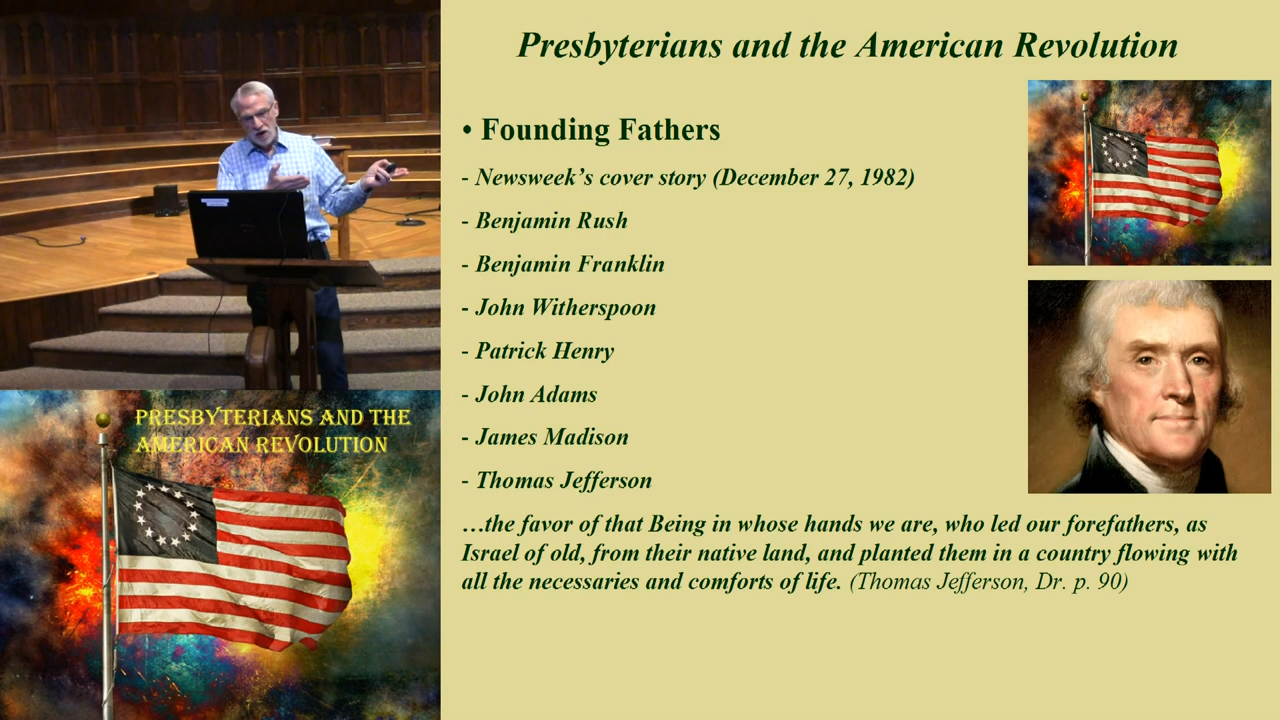 Presbyterians and the American Revolution
• Founding Fathers
- Newsweek’s cover story (December 27, 1982)
- Benjamin Rush
- Benjamin Franklin
- John Witherspoon
- Patrick Henry
- John Adams
- James Madison
- Thomas Jefferson
…the favor of that Being in whose hands we are, who led our forefathers, as
Israel of old, from their native land, and planted them in a country flowing with
all the necessaries and comforts of life. (Thomas Jefferson, Dr. p. 90)
PRESBYTERIANS AND THE
AMERICAN REVOLUTION